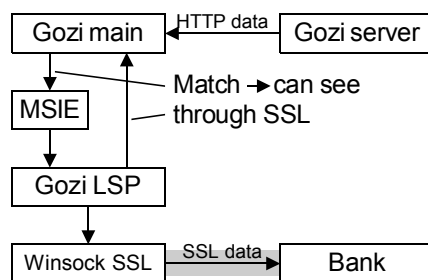 Gozi main
HTTP data
Gozi server
Match → can see
through SSL
MSIE
Gozi LSP
Winsock SSL
SSL data
Bank